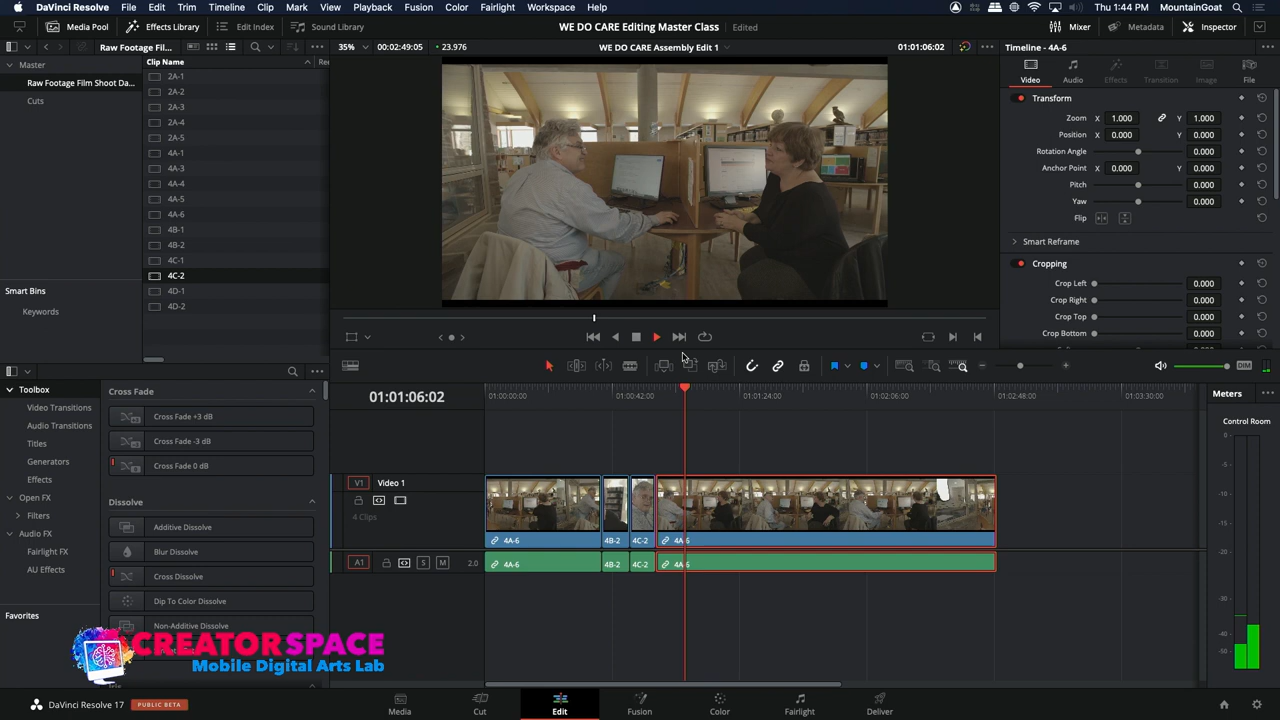 DaVinci Resolve File Edit Trim Timeline Clip Mark View Playback Fusion Color Fairlight Workspace Help Thu 1:44 PM MountainGoat
Media Pool Effects Library Edit Index Sound Library WE DO CARE Editing Master Class Edited Mixer Metadata Inspector
Raw Footage Fil... 35% 00:02:49:05 23.976 WE DO CARE Assembly Edit 1 01:01:06:02 Timeline - 4A-6
Master
Raw Footage Film Shoot Da...
Cuts
Smart Bins
Keywords
Clip Name Ree
2A-1
2A-2
2A-3
2A-4
2A-5
4A-1
4A-3
4A-4
4A-5
4A-6
4B-1
4B-2
4C-1
4C-2
4D-1
4D-2
Video Audio Effects Transition Image File
Transform
Zoom X 1.000 Y 1.000
Position X 0.000 Y 0.000
Rotation Angle 0.000
Anchor Point X 0.000 Y 0.000
Pitch 0.000
Yaw 0.000
Flip
Smart Reframe
Cropping
Crop Left 0.000
Crop Right 0.000
Crop Top 0.000
Crop Bottom 0.000
DIM
Toolbox
Video Transitions
Audio Transitions
Titles
Generators
Effects
Open FX
Filters
Audio FX
Fairlight FX
AU Effects
Favorites
Cross Fade
Cross Fade +3 dB
Cross Fade -3 dB
Cross Fade 0 dB
Dissolve
Additive Dissolve
Blur Dissolve
Cross Dissolve
Dip To Color Dissolve
Non-Additive Dissolve
01:01:06:02
01:00:00:00 01:00:42:00 01:01:24:00 01:02:06:00 01:02:48:00 01:03:30:00
V1 Video 1
4 Clips
4A-6 4B-2 4C-2 4A-6
A1 S M 2.0 4A-6 4B-2 4C-2 4A-6
Meters
Control Room
0
-5
-10
-15
-20
-30
-40
-50
CREATORSPACE
Mobile Digital Arts Lab
DaVinci Resolve 17 PUBLIC BETA Media Cut Edit Fusion Color Fairlight Deliver